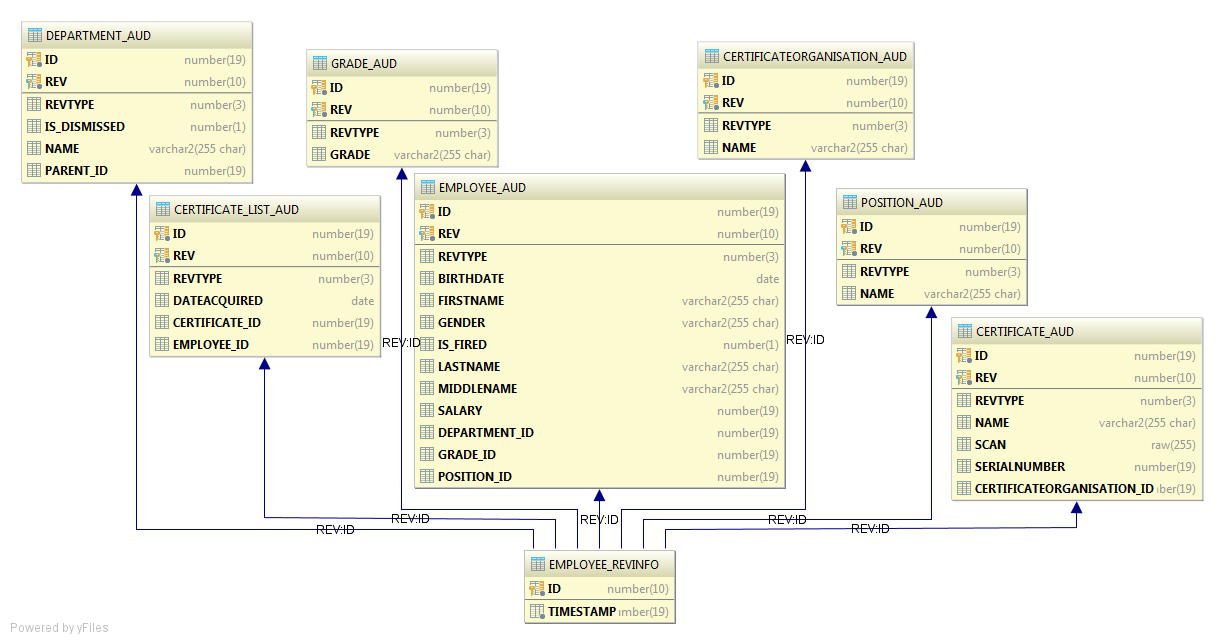 DEPARTMENT_AUD
ID number(19)
REV number(10)
REVTYPE number(3)
IS_DISMISSED number(1)
NAME varchar2(255 char)
PARENT_ID number(19)
GRADE_AUD
ID number(19)
REV number(10)
REVTYPE number(3)
GRADE varchar2(255 char)
CERTIFICATEORGANISATION_AUD
ID number(19)
REV number(10)
REVTYPE number(3)
NAME varchar2(255 char)
CERTIFICATE_LIST_AUD
ID number(19)
REV number(10)
REVTYPE number(3)
DATEACQUIRED date
CERTIFICATE_ID number(19)
EMPLOYEE_ID number(19)
EMPLOYEE_AUD
ID number(19)
REV number(10)
REVTYPE number(3)
BIRTHDATE date
FIRSTNAME varchar2(255 char)
GENDER varchar2(255 char)
IS_FIRED number(1)
LASTNAME varchar2(255 char)
MIDDLENAME varchar2(255 char)
SALARY number(19)
DEPARTMENT_ID number(19)
GRADE_ID number(19)
POSITION_ID number(19)
POSITION_AUD
ID number(19)
REV number(10)
REVTYPE number(3)
NAME varchar2(255 char)
CERTIFICATE_AUD
ID number(19)
REV number(10)
REVTYPE number(3)
NAME varchar2(255 char)
SCAN raw(255)
SERIALNUMBER number(19)
CERTIFICATEORGANISATION_ID ber(19)
REV:ID
REV:ID
REV:ID
REV:ID
REV:ID
REV:ID
REV:ID
EMPLOYEE_REVINFO
ID number(10)
TIMESTAMP mber(19)
Powered by yFiles